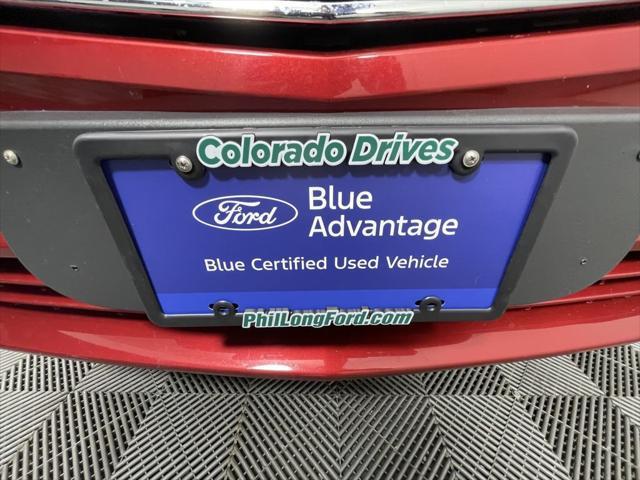 Colorado Drives
Ford
Blue
Advantage
Blue Certified Used Vehicle
PhilLongFord.com